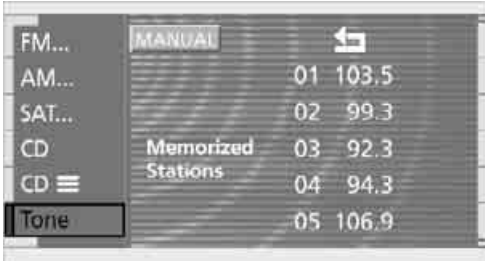 FM...
AM...
SAT...
CD
CD
Tone
MANUAL
01 103.5
02 99.3
Memorized
Stations
03 92.3
04 94.3
05 106.9